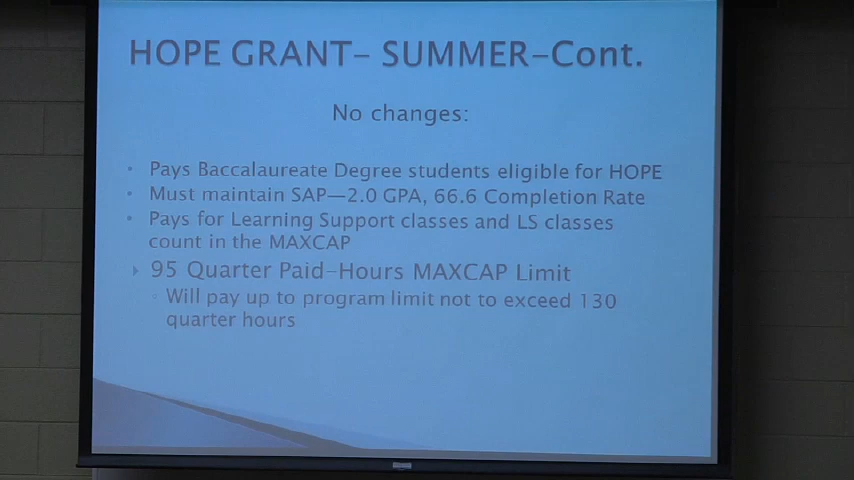 HOPE GRANT- SUMMER-Cont.
No changes:
• Pays Baccalaureate Degree students eligible for HOPE
• Must maintain SAP—2.0 GPA, 66.6 Completion Rate
• Pays for Learning Support classes and LS classes
count in the MAXCAP
95 Quarter Paid-Hours MAXCAP Limit
Will pay up to program limit not to exceed 130
quarter hours